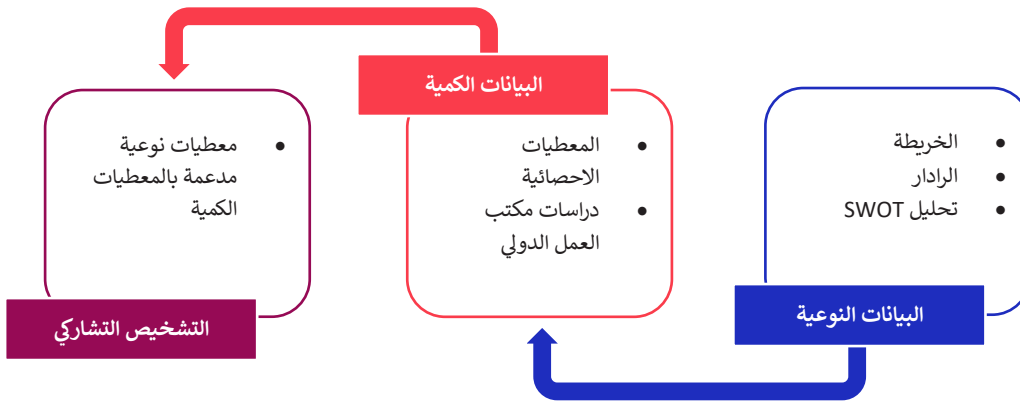 الخريطة
الرادار
تحليل SWOT
البيانات النوعية
البيانات الكمية
المعطيات
الاحصائية
دراسات مكتب
العمل الدولي
معطيات نوعية
مدعمة بالمعطيات
الكمية
التشخيص التشاركي